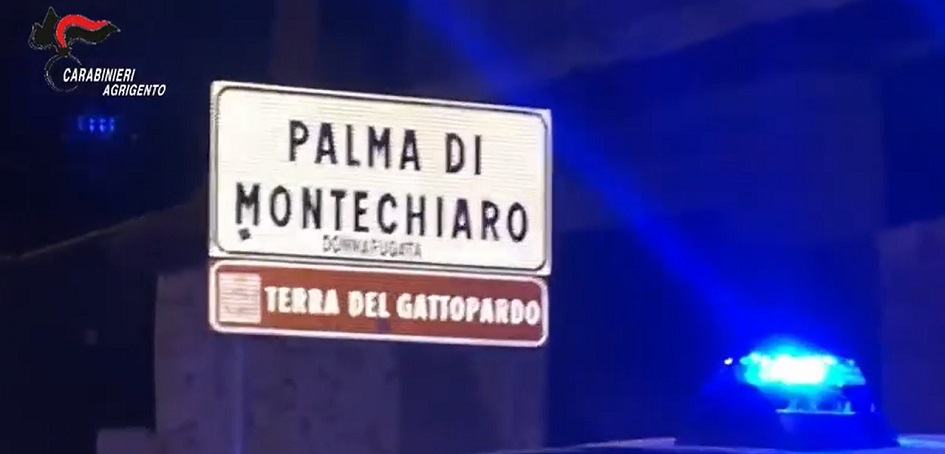 CARABINIERI
AGRIGENTO
PALMA DI
MONTECHIARO
DONNAFUGATA
TERRA DEL GATTOPARDO